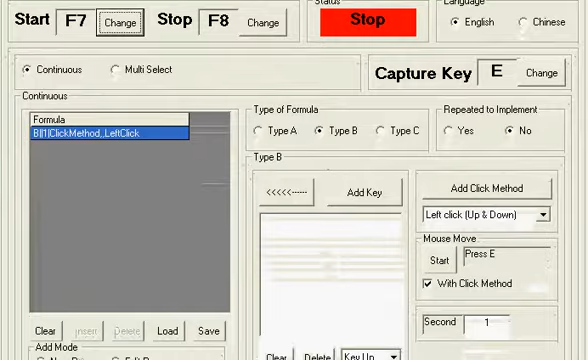 Start F7 Change Stop F8 Change
Status
Stop
Language
English Chinese
Continuous Multi Select
Capture Key E Change
Continuous
Formula
B|[1]ClickMethod,,LeftClick
Clear Insert Delete Load Save
Add Mode
Type of Formula
Type A Type B Type C
Repeated to Implement
Yes No
Type B
<<<<<------ Add Key
Clear Delete Key Up
Add Click Method
Left click (Up & Down)
Mouse Move
Start Press E
With Click Method
Second 1